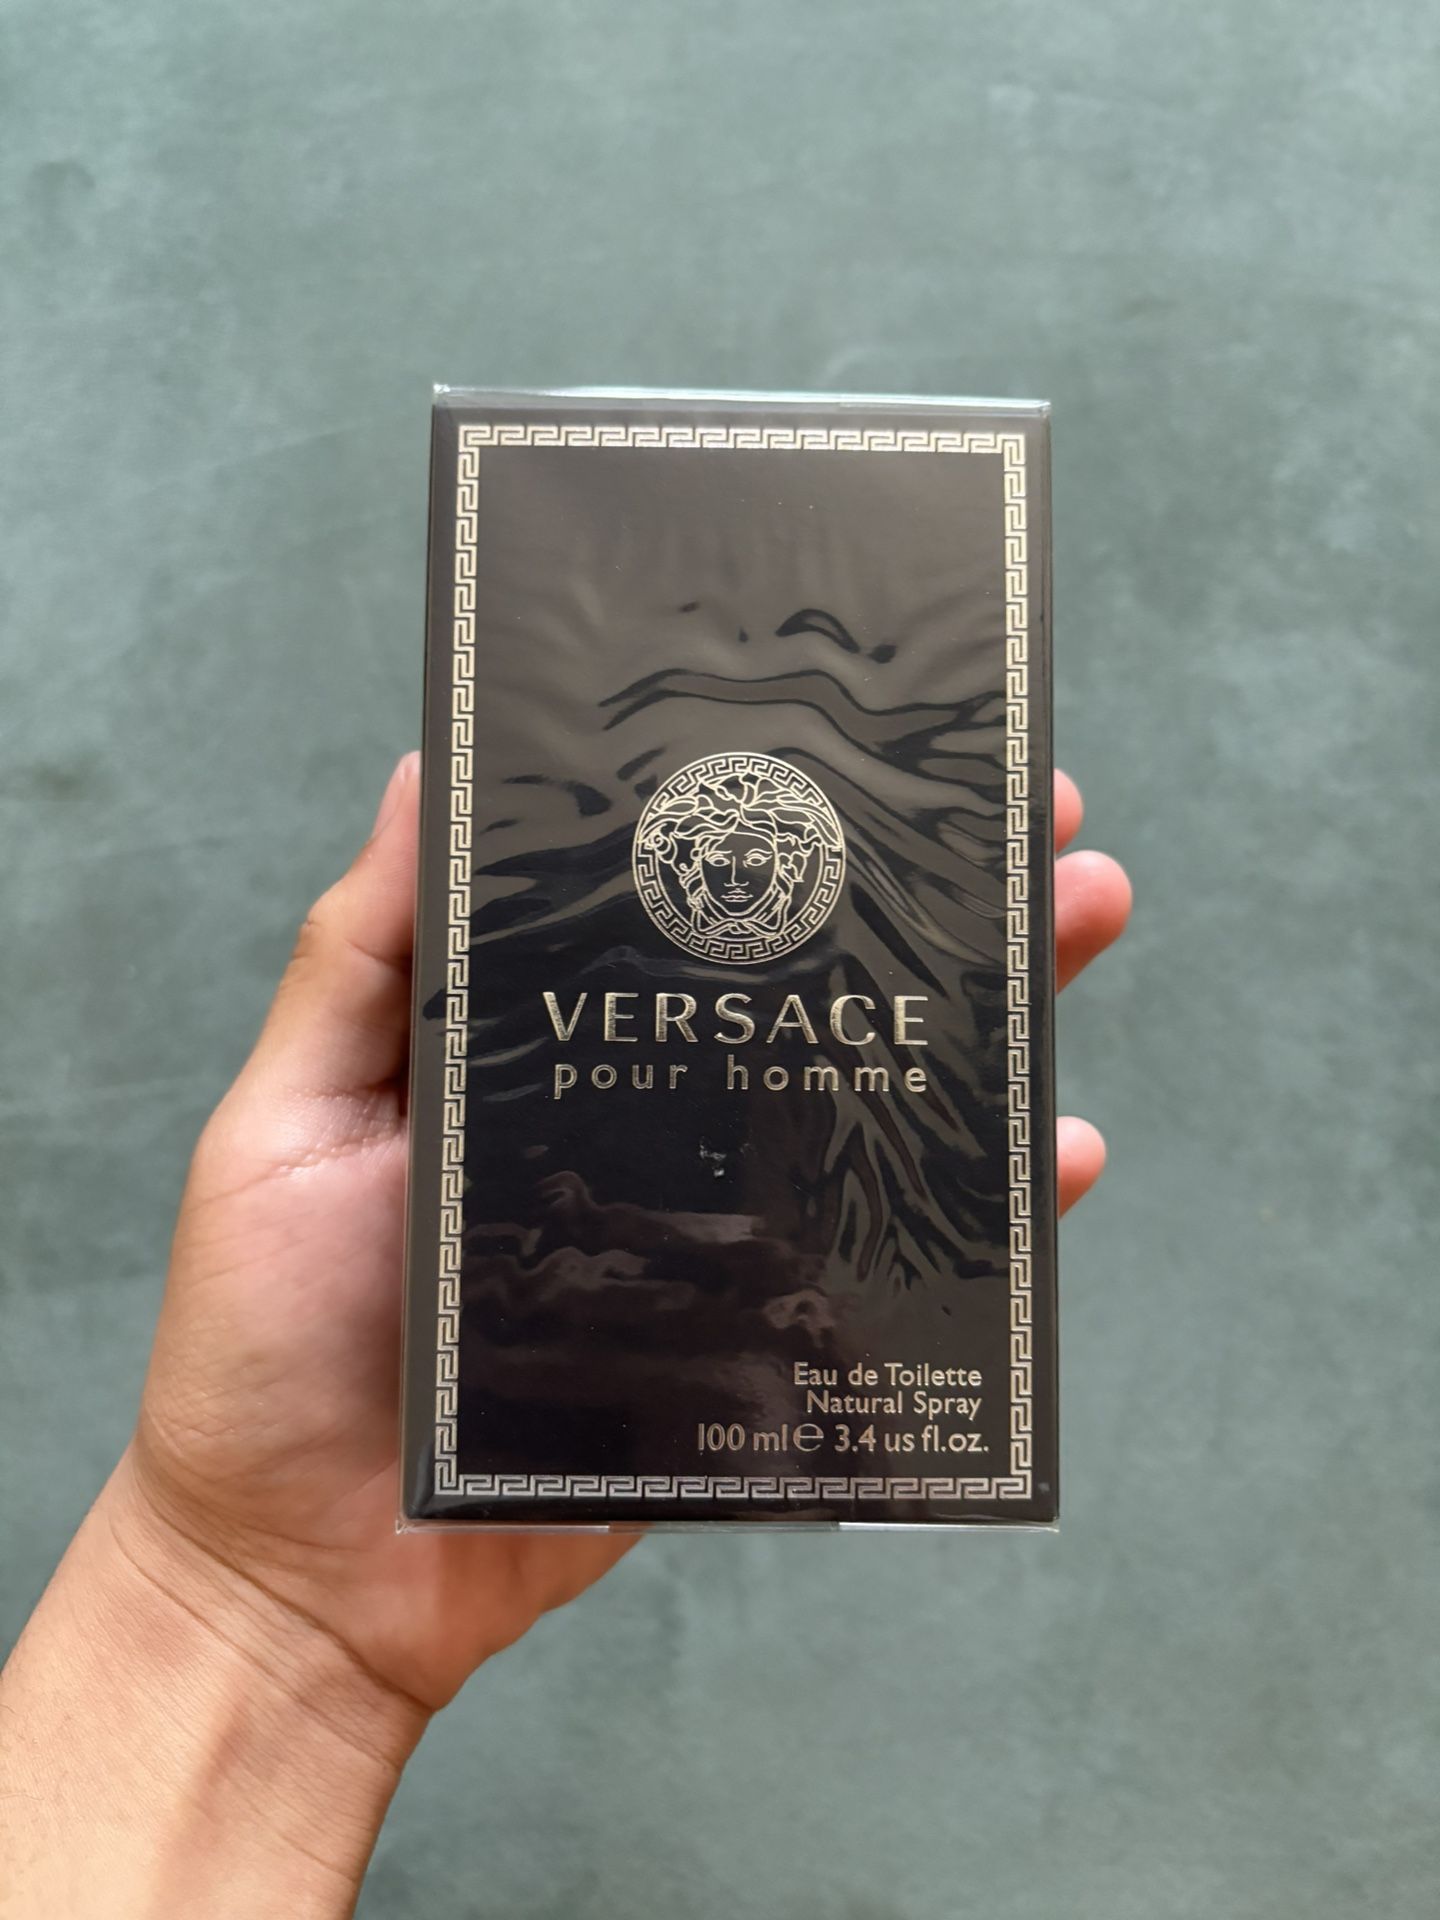 VERSACE
pour homme
Eau de Toilette
Natural Spray
100 ml ℮ 3.4 us fl.oz.